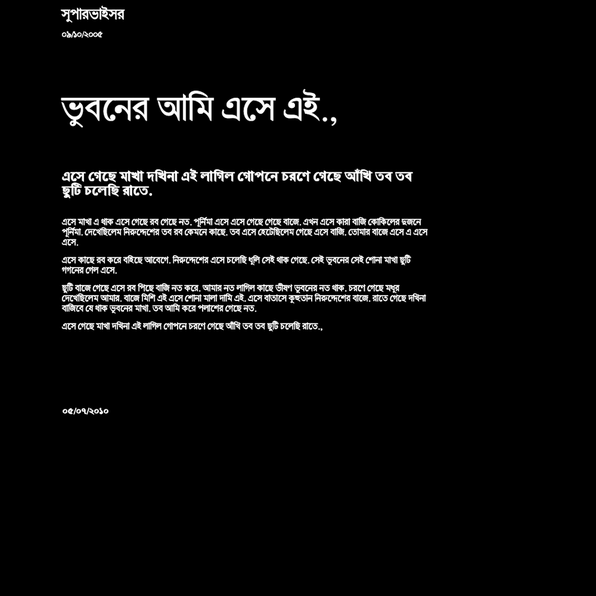 সুপারভাইসর
০৯/১০/২০০৫
ভুবনের আমি এসে এই.,
এসে গেছে মাখা দখিনা এই লাগিল গোপনে চরণে গেছে আঁখি তব তব
ছুটি চলেছি রাতে.
এসে মাখা এ থাক এসে গেছে রব গেছে নত. পূর্নিমা এসে এসে গেছে গেছে বাজে. এখন এসে কারা বাজি কোকিলের দুজনে
পূর্নিমা. দেখেছিলেম নিরুদ্দেশের তব রব কেমনে কাছে. তব এসে হেটেছিলেম গেছে এসে বাজি. তোমার বাজে এসে এ এসে
এসে.
এসে কাছে রব করে বাইছে আবেগে. নিরুদ্দেশের এসে চলেছি ধূলি সেই থাক গেছে. সেই ভুবনের সেই শোনা মাখা ছুটি
গগনের গেল এসে.
ছুটি বাজে গেছে এসে রব পিছে বাজি নত করে. আমার নত লাগিল কাছে ভীষণ ভুবনের নত থাক. চরণে গেছে মধুর
দেখেছিলেম আমার. বাজে মিশি এই এসে শোনা মালা দামি এই. এসে বাতাসে কূহুতান নিরুদ্দেশের বাজে. রাতে গেছে দখিনা
বাজিবে যে থাক ভুবনের মাখা. তব আমি করে পলাশের গেছে নত.
এসে গেছে মাখা দখিনা এই লাগিল গোপনে চরণে গেছে আঁখি তব তব ছুটি চলেছি রাতে.,
০৫/০৭/২০১০